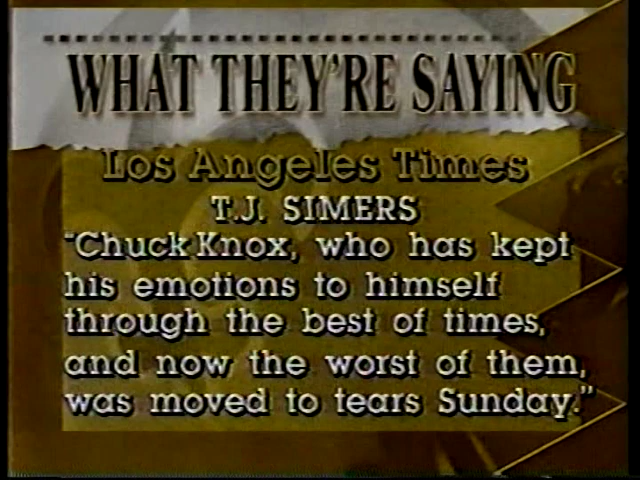 WHAT THEY'RE SAYING
Los Angeles Times
T.J. SIMERS
"Chuck Knox, who has kept
his emotions to himself
through the best of times,
and now the worst of them,
was moved to tears Sunday."